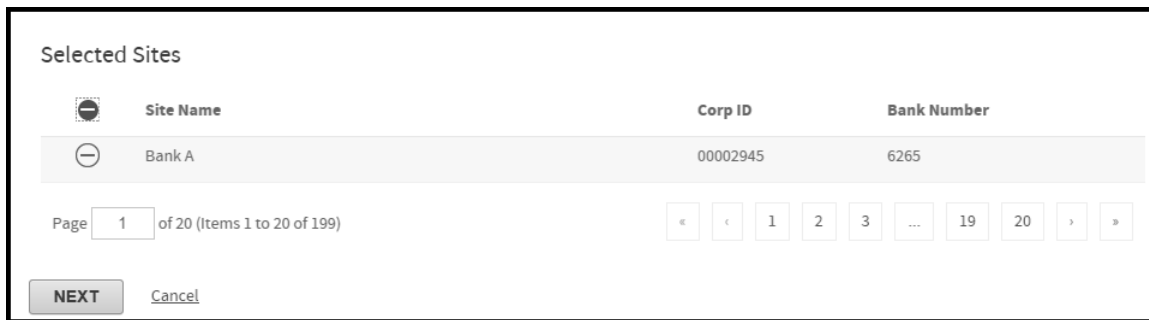 Selected Sites
Site Name Corp ID Bank Number
Bank A 00002945 6265
Page 1 of 20 (Items 1 to 20 of 199) « ‹ 1 2 3 ... 19 20 › »
NEXT Cancel